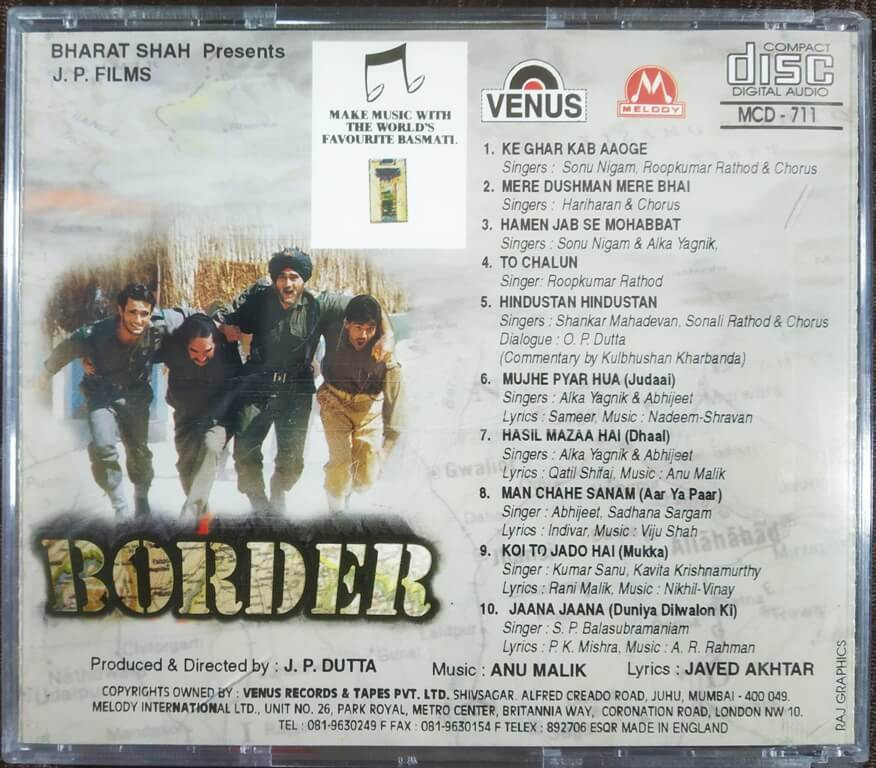 BHARAT SHAH Presents
J. P. FILMS
MAKE MUSIC WITH
THE WORLD'S
FAVOURITE BASMATI.
VENUS
MELODY
COMPACT
disc
DIGITAL AUDIO
MCD - 711
1. KE GHAR KAB AAOGE
Singers : Sonu Nigam, Roopkumar Rathod & Chorus
2. MERE DUSHMAN MERE BHAI
Singers : Hariharan & Chorus
3. HAMEN JAB SE MOHABBAT
Singers : Sonu Nigam & Alka Yagnik,
4. TO CHALUN
Singer: Roopkumar Rathod
5. HINDUSTAN HINDUSTAN
Singers : Shankar Mahadevan, Sonali Rathod & Chorus
Dialogue : O. P. Dutta
(Commentary by Kulbhushan Kharbanda)
6. MUJHE PYAR HUA (Judaai)
Singers : Alka Yagnik & Abhijeet
Lyrics : Sameer, Music : Nadeem-Shravan
7. HASIL MAZAA HAI (Dhaal)
Singers : Alka Yagnik & Abhijeet
Lyrics : Qatil Shifai, Music : Anu Malik
8. MAN CHAHE SANAM (Aar Ya Paar)
Singer : Abhijeet, Sadhana Sargam
Lyrics : Indivar, Music : Viju Shah
9. KOI TO JADO HAI (Mukka)
Singer : Kumar Sanu, Kavita Krishnamurthy
Lyrics : Rani Malik, Music : Nikhil-Vinay
10. JAANA JAANA (Duniya Dilwalon Ki)
Singer : S. P. Balasubramaniam
Lyrics : P. K. Mishra, Music : A. R. Rahman
Gwali
Allāhābād
BORDER
Lalitpur
Chittorgarh
Guna
Produced & Directed by : J. P. DUTTA
Music : ANU MALIK
Lyrics : JAVED AKHTAR
COPYRIGHTS OWNED BY : VENUS RECORDS & TAPES PVT. LTD. SHIVSAGAR. ALFRED CREADO ROAD, JUHU, MUMBAI - 400 049.
MELODY INTERNATIONAL LTD., UNIT NO. 26, PARK ROYAL, METRO CENTER, BRITANNIA WAY, CORONATION ROAD, LONDON NW 10.
TEL : 081-9630249 F FAX : 081-9630154 F TELEX : 892706 ESQR MADE IN ENGLAND
RAJ GRAPHICS